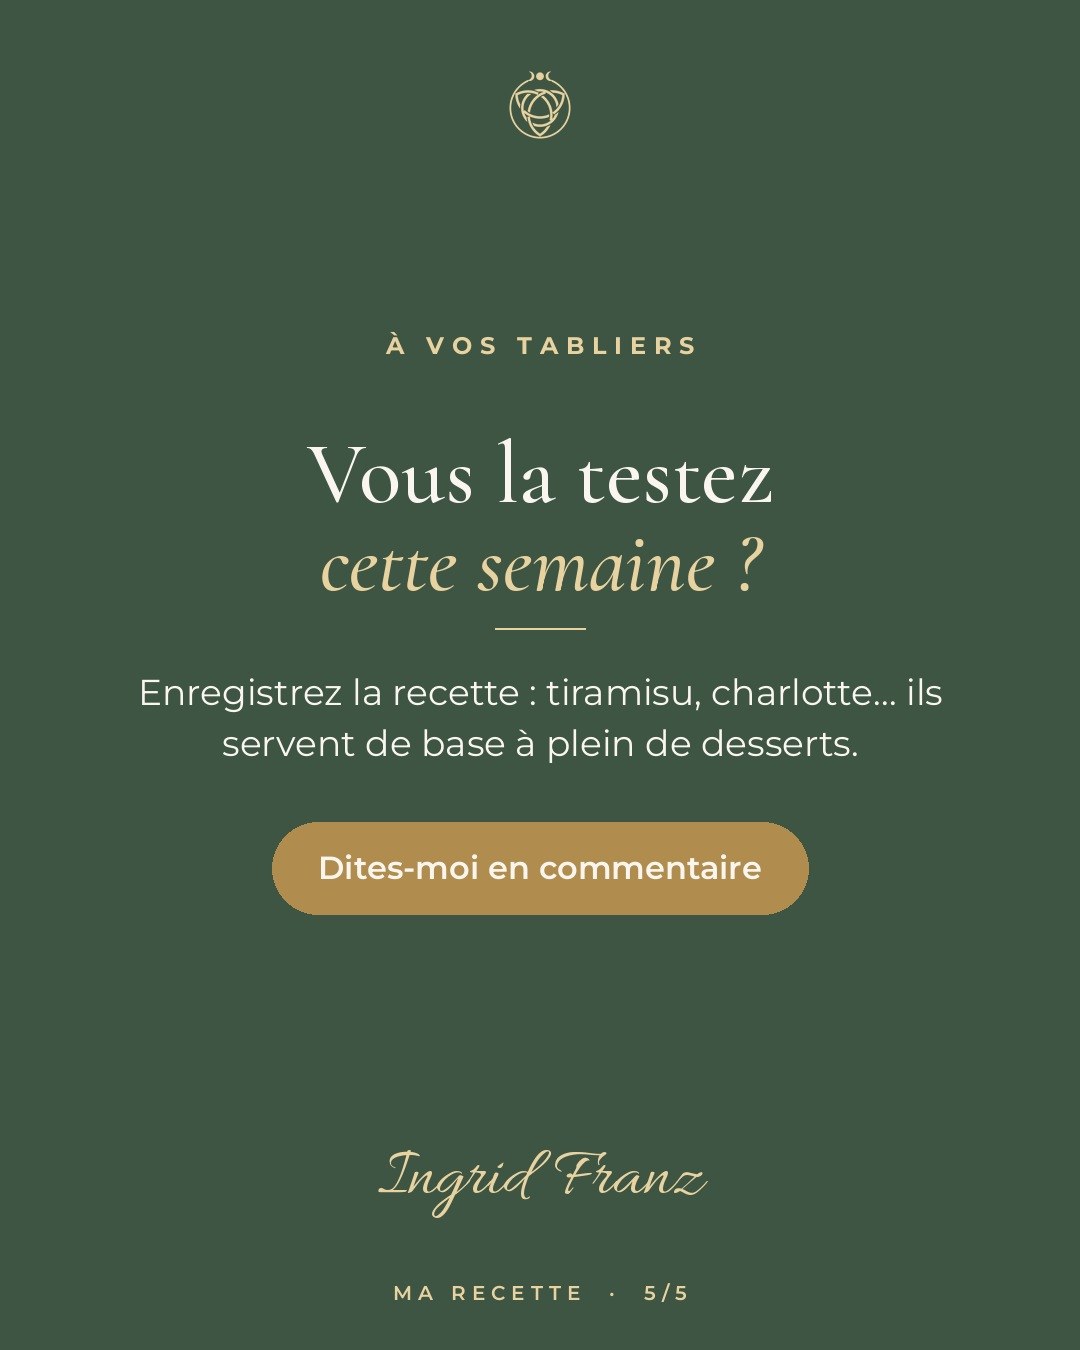 À VOS TABLIERS
Vous la testez
cette semaine ?
Enregistrez la recette : tiramisu, charlotte... ils
servent de base à plein de desserts.
Dites-moi en commentaire
Ingrid Franz
MA RECETTE · 5/5